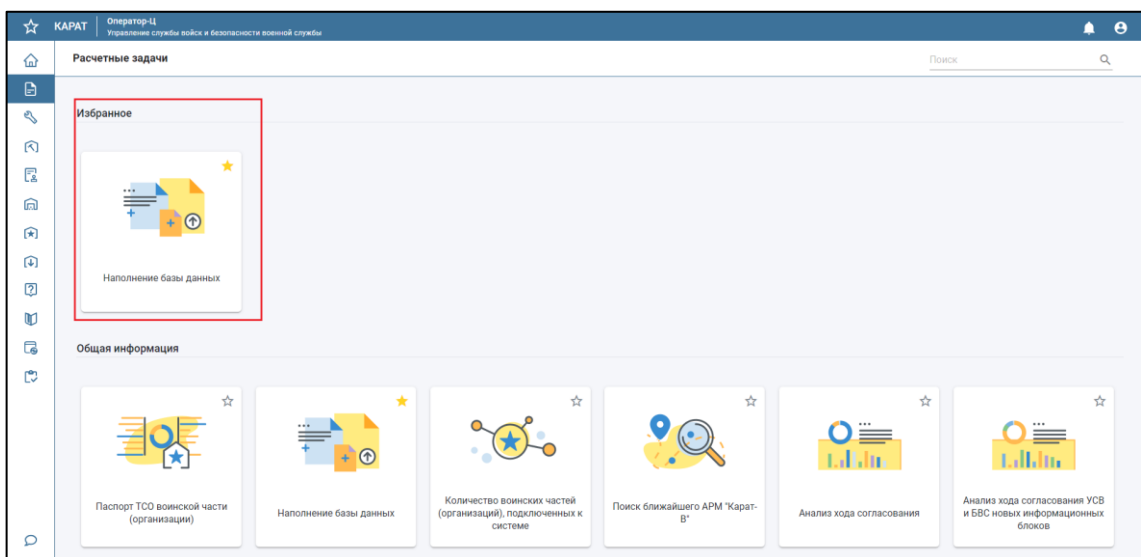 КАРАТ
Оператор-Ц
Управление службы войск и безопасности военной службы
Расчетные задачи
Поиск
Избранное
Наполнение базы данных
Общая информация
Паспорт ТСО воинской части
(организации)
Наполнение базы данных
Количество воинских частей
(организаций), подключенных к
системе
Поиск ближайшего АРМ "Карат-
В"
Анализ хода согласования
Анализ хода согласования УСВ
и БВС новых информационных
блоков